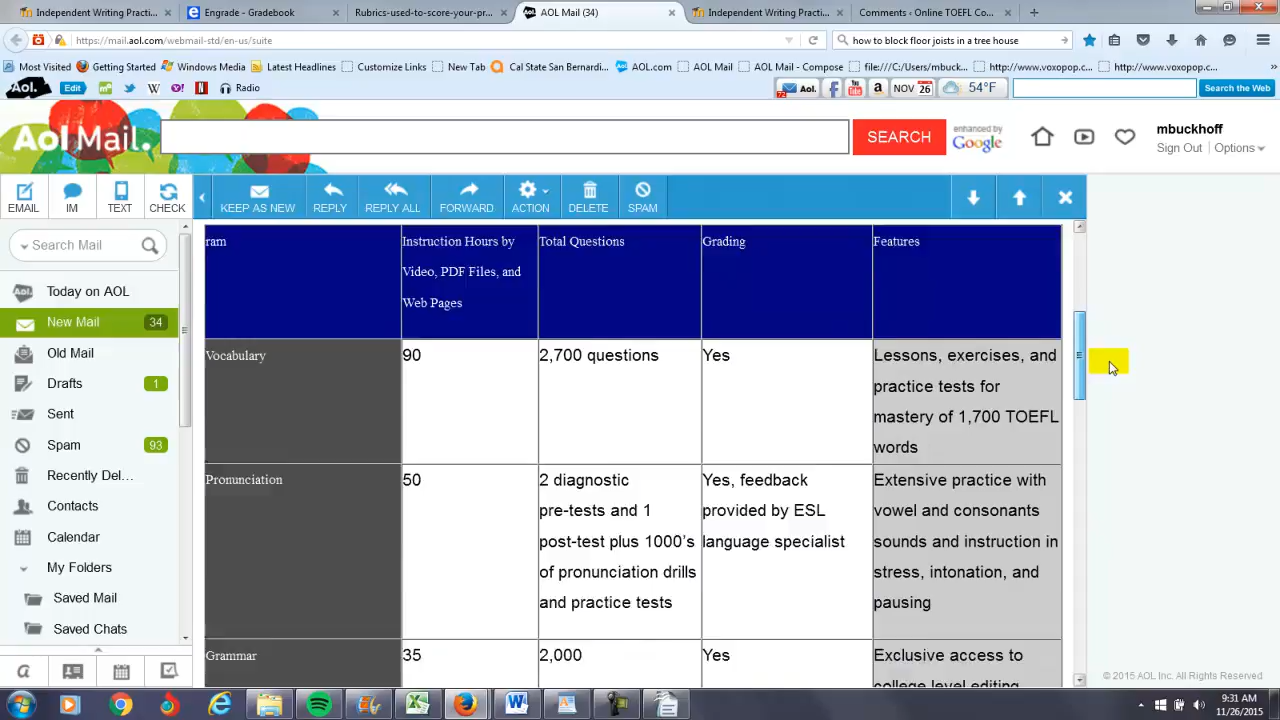 Independent Writing Practi...
Engrade - Gradebook
Rubrics-used-to-score-your-pr...
AOL Mail (34)
Independent Writing Practi...
Comments ‹ Online TOEFL Co...
https://mail.aol.com/webmail-std/en-us/suite
how to block floor joists in a tree house
Most Visited
Getting Started
Windows Media
Latest Headlines
Customize Links
New Tab
Cal State San Bernardi...
AOL.com
AOL Mail
AOL Mail - Compose
file:///C:/Users/mbuck...
http://www.voxopop.c...
http://www.voxopop.c...
Aol.
Edit
Radio
72
Aol.
NOV 26
54°F
Search the Web
Aol Mail.
SEARCH
enhanced by
Google
mbuckhoff
Sign Out
Options
EMAIL
IM
TEXT
CHECK
KEEP AS NEW
REPLY
REPLY ALL
FORWARD
ACTION
DELETE
SPAM
Search Mail
Today on AOL
New Mail 34
Old Mail
Drafts 1
Sent
Spam 93
Recently Del...
Contacts
Calendar
My Folders
Saved Mail
Saved Chats
ram
Instruction Hours by
Video, PDF Files, and
Web Pages
Total Questions
Grading
Features
Vocabulary
90
2,700 questions
Yes
Lessons, exercises, and
practice tests for
mastery of 1,700 TOEFL
words
Pronunciation
50
2 diagnostic
pre-tests and 1
post-test plus 1000's
of pronunciation drills
and practice tests
Yes, feedback
provided by ESL
language specialist
Extensive practice with
vowel and consonants
sounds and instruction in
stress, intonation, and
pausing
Grammar
35
2,000
Yes
Exclusive access to
college level editing
© 2015 AOL Inc. All Rights Reserved
9:31 AM
11/26/2015